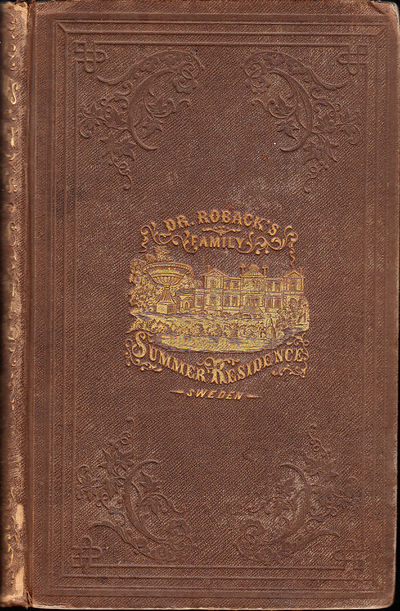 DR. ROBACK'S
FAMILY
SUMMER RESIDENCE
SWEDEN